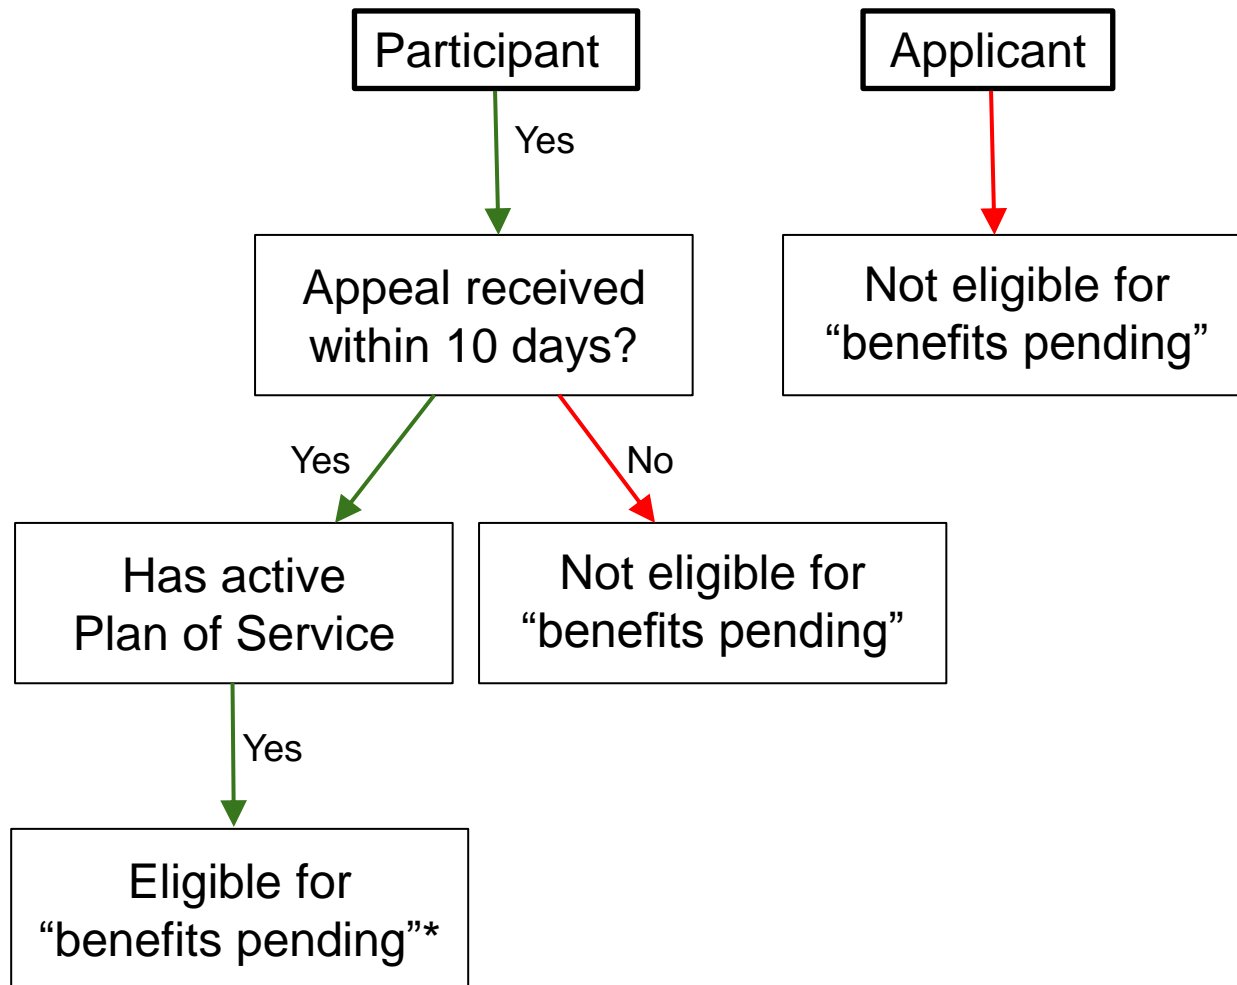 Participant
Applicant
Yes
Appeal received
within 10 days?
Not eligible for
“benefits pending”
Yes
No
Has active
Plan of Service
Not eligible for
“benefits pending”
Yes
Eligible for
“benefits pending”*